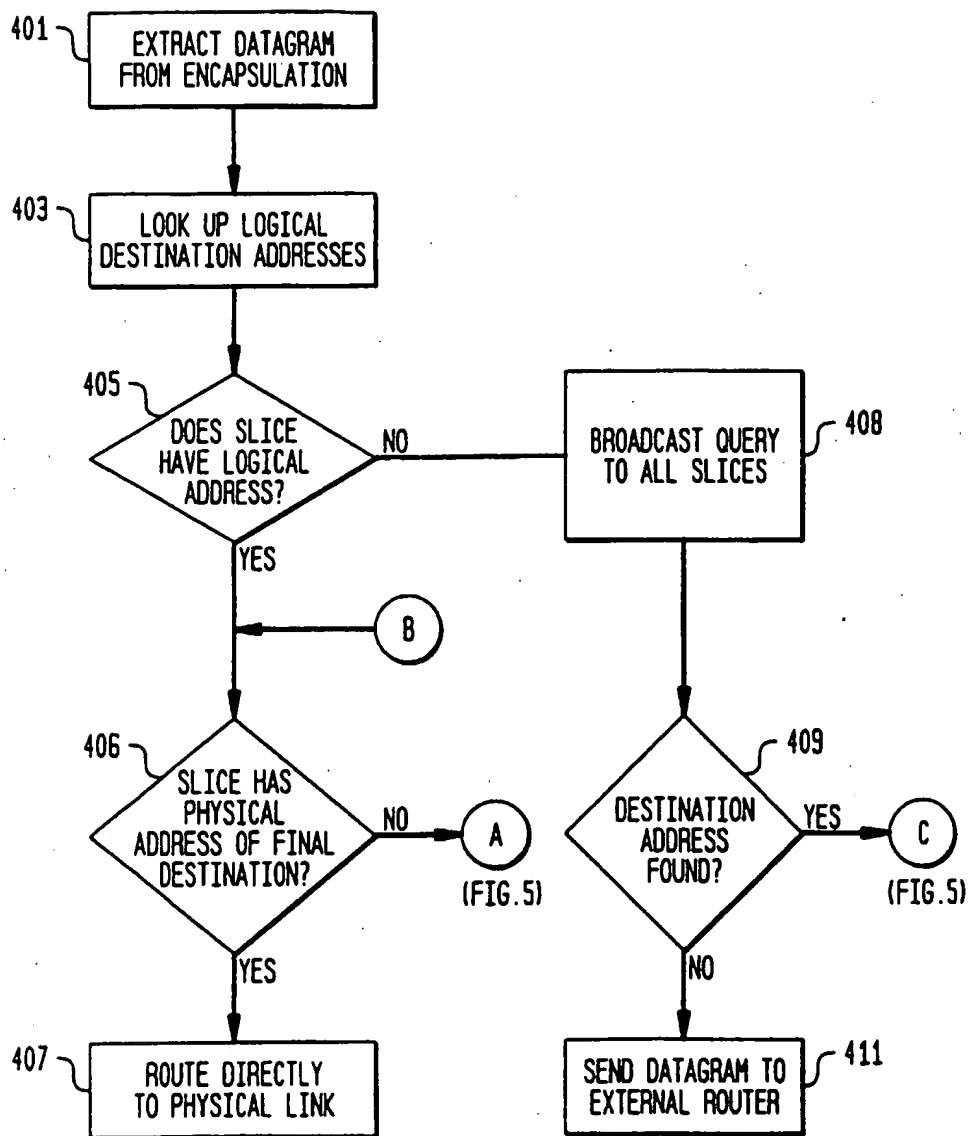 401
EXTRACT DATAGRAM
FROM ENCAPSULATION
403
LOOK UP LOGICAL
DESTINATION ADDRESSES
405
DOES SLICE
HAVE LOGICAL
ADDRESS?
NO
YES
BROADCAST QUERY
TO ALL SLICES
408
B
406
SLICE HAS
PHYSICAL
ADDRESS OF FINAL
DESTINATION?
NO
A
(FIG.5)
YES
409
DESTINATION
ADDRESS
FOUND?
YES
C
(FIG.5)
NO
407
ROUTE DIRECTLY
TO PHYSICAL LINK
SEND DATAGRAM TO
EXTERNAL ROUTER
411